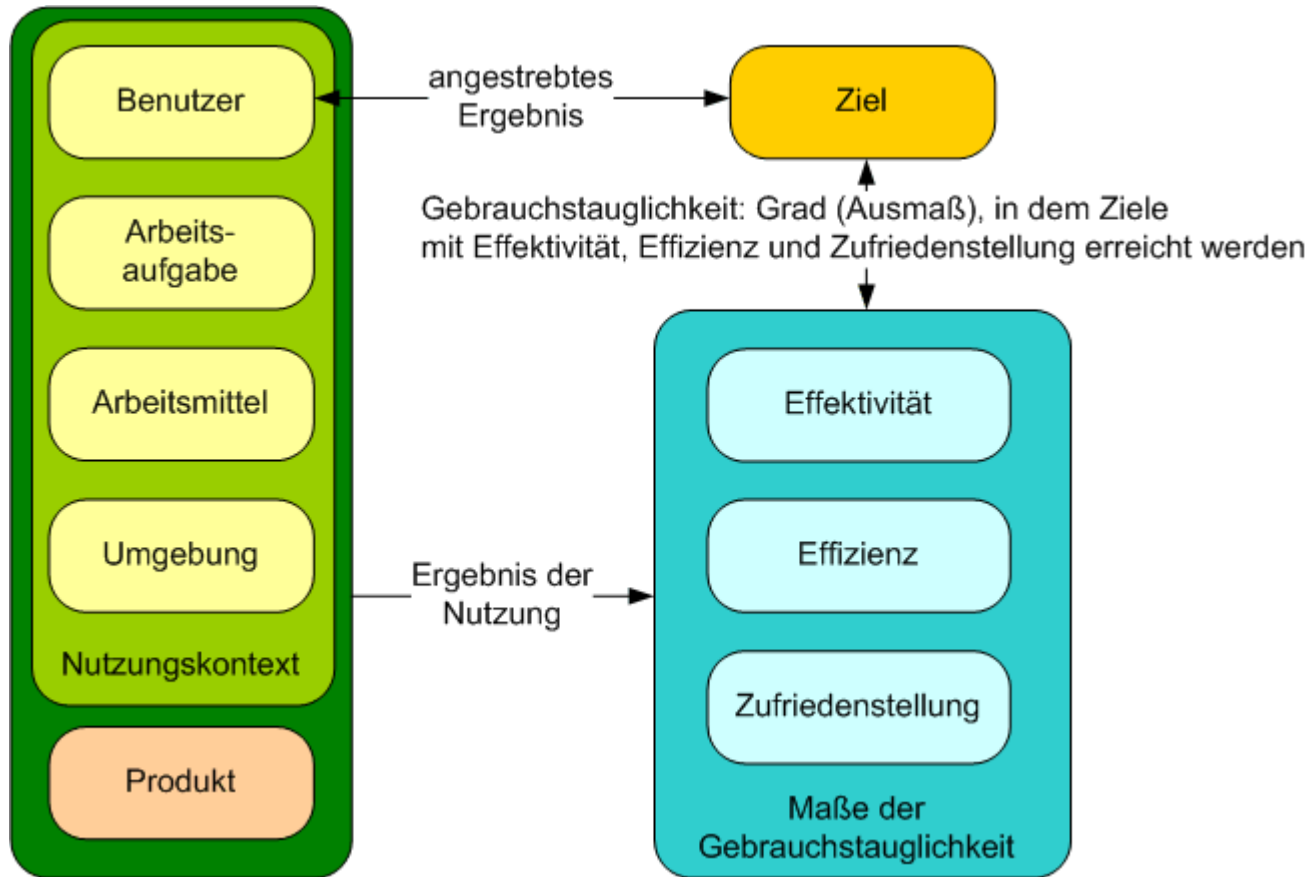 Benutzer
Arbeits-
aufgabe
Arbeitsmittel
Umgebung
Nutzungskontext
Produkt
angestrebtes
Ergebnis
Ziel
Gebrauchstauglichkeit: Grad (Ausmaß), in dem Ziele
mit Effektivität, Effizienz und Zufriedenstellung erreicht werden
Ergebnis der
Nutzung
Effektivität
Effizienz
Zufriedenstellung
Maße der
Gebrauchstauglichkeit